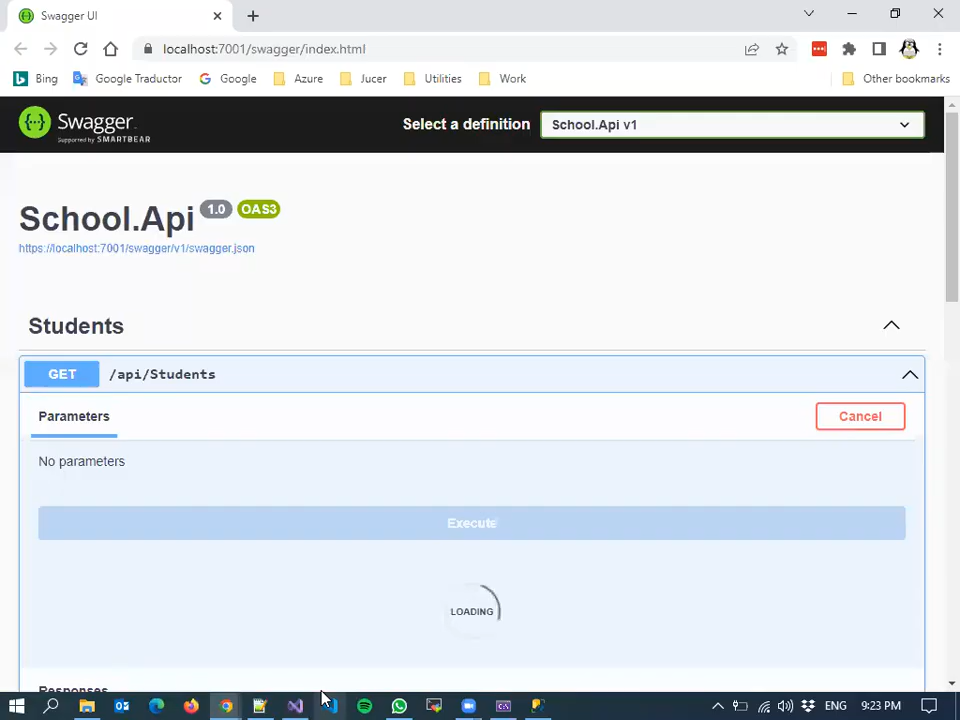 Swagger UI
localhost:7001/swagger/index.html
Bing
Google Traductor
Google
Azure
Jucer
Utilities
Work
Other bookmarks
Swagger
Supported by SMARTBEAR
Select a definition
School.Api v1
School.Api 1.0 OAS3
https://localhost:7001/swagger/v1/swagger.json
Students
GET /api/Students
Parameters
Cancel
No parameters
Execute
LOADING
Responses
ENG
9:23 PM